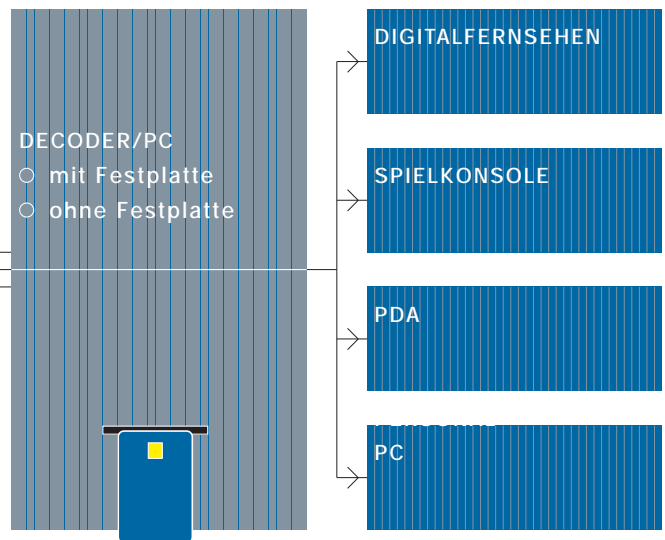 DECODER/PC
mit Festplatte
ohne Festplatte
DIGITALFERNSEHEN
SPIELKONSOLE
PDA
PC